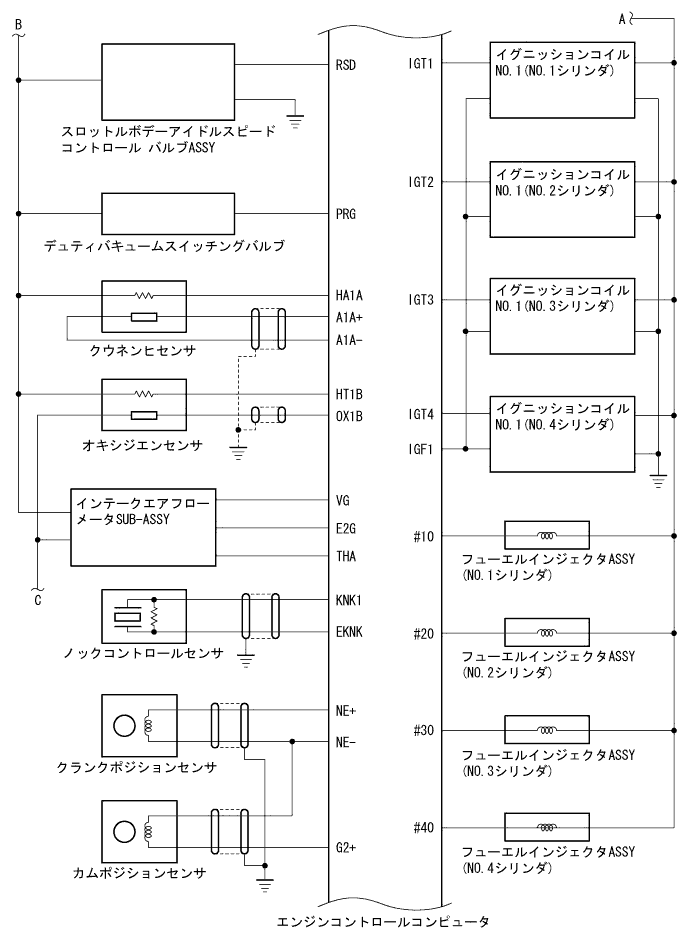 B
RSD
スロットルボデーアイドルスピード
コントロール バルブASSY
PRG
デュティバキュームスイッチングバルブ
HA1A
A1A+
A1A-
クウネンヒセンサ
HT1B
OX1B
オキシジエンセンサ
インテークエアフロー
メータSUB-ASSY
VG
E2G
THA
C
KNK1
EKNK
ノックコントロールセンサ
NE+
NE-
クランクポジションセンサ
G2+
カムポジションセンサ
エンジンコントロールコンピュータ
A
IGT1
イグニッションコイル
NO.1(NO.1シリンダ)
IGT2
イグニッションコイル
NO.1(NO.2シリンダ)
IGT3
イグニッションコイル
NO.1(NO.3シリンダ)
IGT4
イグニッションコイル
NO.1(NO.4シリンダ)
IGF1
#10
フューエルインジェクタASSY
(NO.1シリンダ)
#20
フューエルインジェクタASSY
(NO.2シリンダ)
#30
フューエルインジェクタASSY
(NO.3シリンダ)
#40
フューエルインジェクタASSY
(NO.4シリンダ)